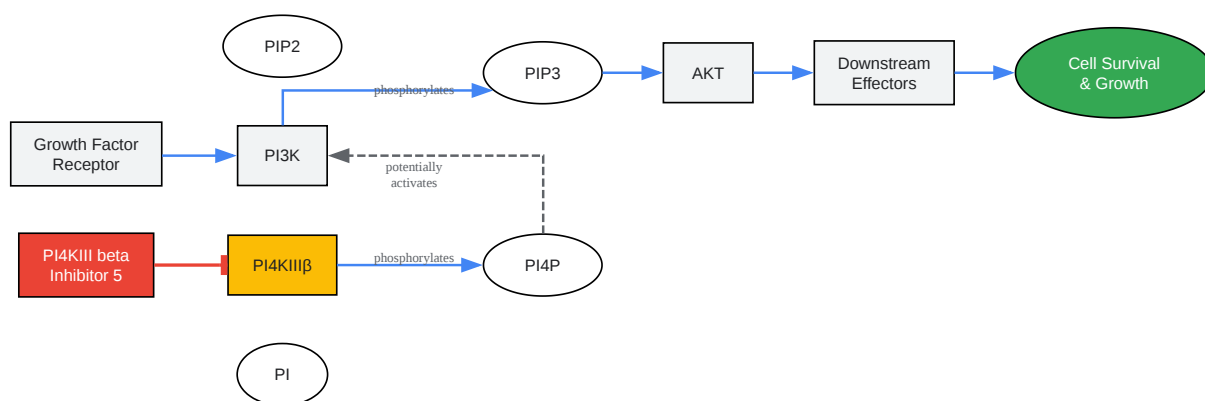 PIP2
PIP3
AKT
Downstream
Effectors
Cell Survival
& Growth
phosphorylates
Growth Factor
Receptor
PI3K
potentially
activates
PI4KIII beta
Inhibitor 5
PI4KIIIβ
phosphorylates
PI4P
PI